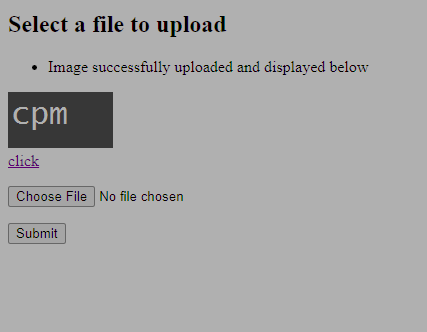 Select a file to upload
Image successfully uploaded and displayed below
cpm
click
Choose File No file chosen
Submit